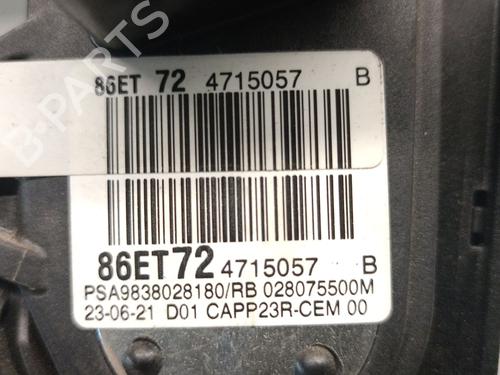 B-PARTS
86ET 72 4715057 B
86ET72 4715057 B
PSA9838028180/RB 028075500M
23-06-21 D01 CAPP23R-CEM 00